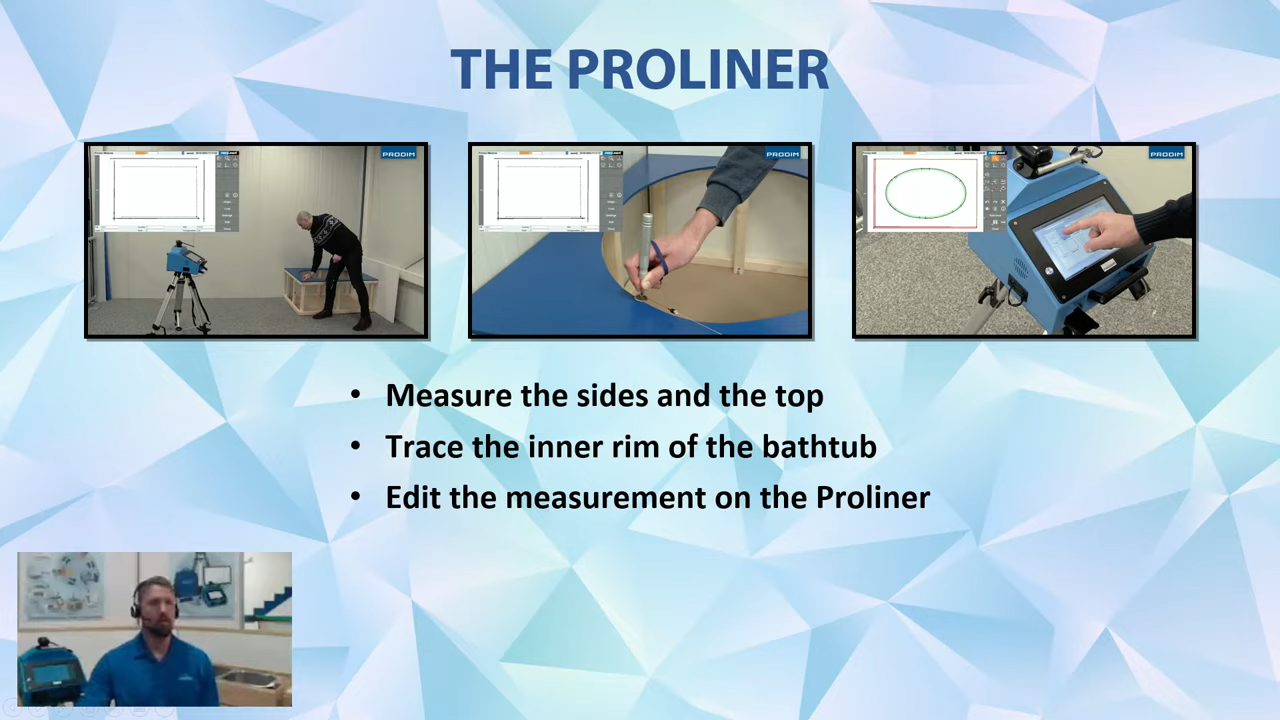 THE PROLINER
PRODIM
PRODIM
PRODIM
• Measure the sides and the top
• Trace the inner rim of the bathtub
• Edit the measurement on the Proliner